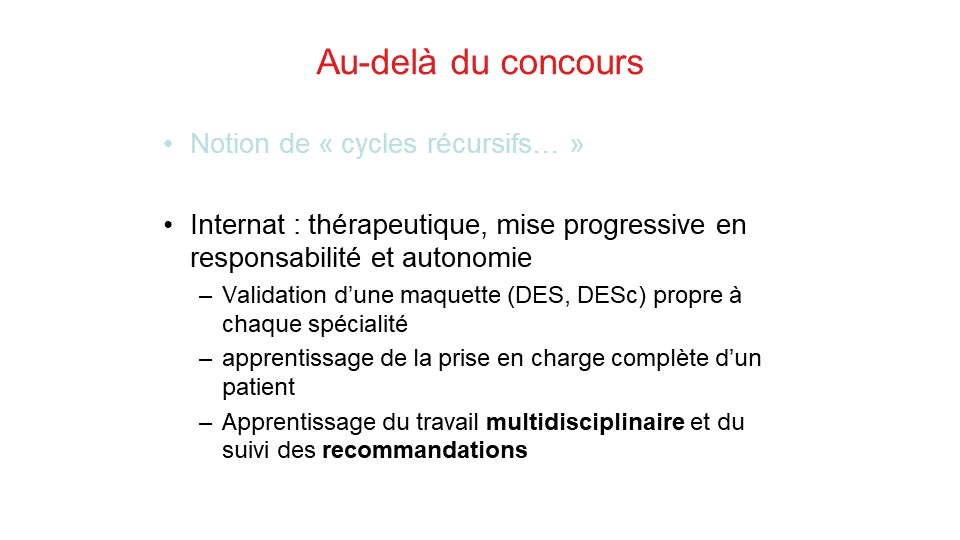 Au-delà du concours
• Notion de « cycles récursifs… »
• Internat : thérapeutique, mise progressive en
responsabilité et autonomie
– Validation d’une maquette (DES, DESc) propre à
chaque spécialité
– apprentissage de la prise en charge complète d’un
patient
– Apprentissage du travail multidisciplinaire et du
suivi des recommandations